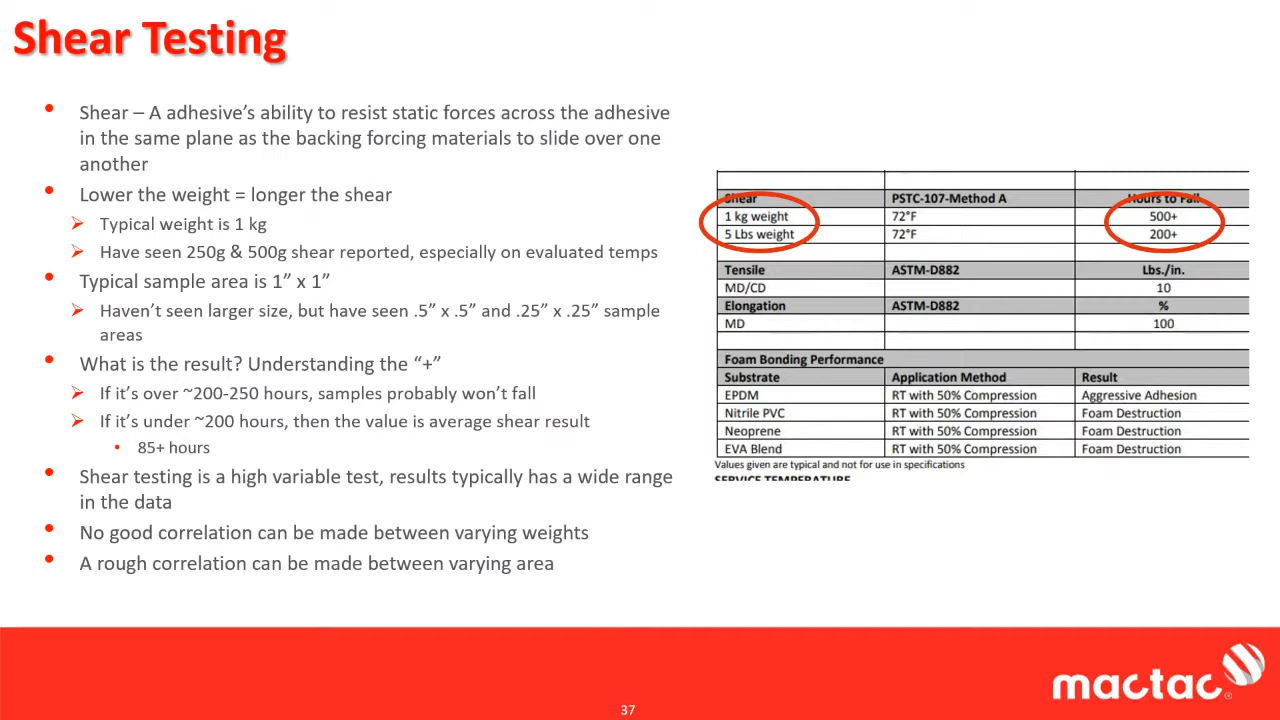 Shear Testing
Shear – A adhesive's ability to resist static forces across the adhesive
in the same plane as the backing forcing materials to slide over one
another
Lower the weight = longer the shear
Typical weight is 1 kg
Have seen 250g & 500g shear reported, especially on evaluated temps
Typical sample area is 1” x 1”
Haven't seen larger size, but have seen .5” x .5” and .25” x .25” sample
areas
What is the result? Understanding the “+”
If it's over ~200-250 hours, samples probably won't fall
If it's under ~200 hours, then the value is average shear result
85+ hours
Shear testing is a high variable test, results typically has a wide range
in the data
No good correlation can be made between varying weights
A rough correlation can be made between varying area
Shear PSTC-107-Method A Hours to Fail
1 kg weight 72°F 500+
5 Lbs weight 72°F 200+
Tensile ASTM-D882 Lbs./in.
MD/CD 10
Elongation ASTM-D882 %
MD 100
Foam Bonding Performance
Substrate Application Method Result
EPDM RT with 50% Compression Aggressive Adhesion
Nitrile PVC RT with 50% Compression Foam Destruction
Neoprene RT with 50% Compression Foam Destruction
EVA Blend RT with 50% Compression Foam Destruction
Values given are typical and not for use in specifications
SERVICE TEMPERATURE
mactac®
37